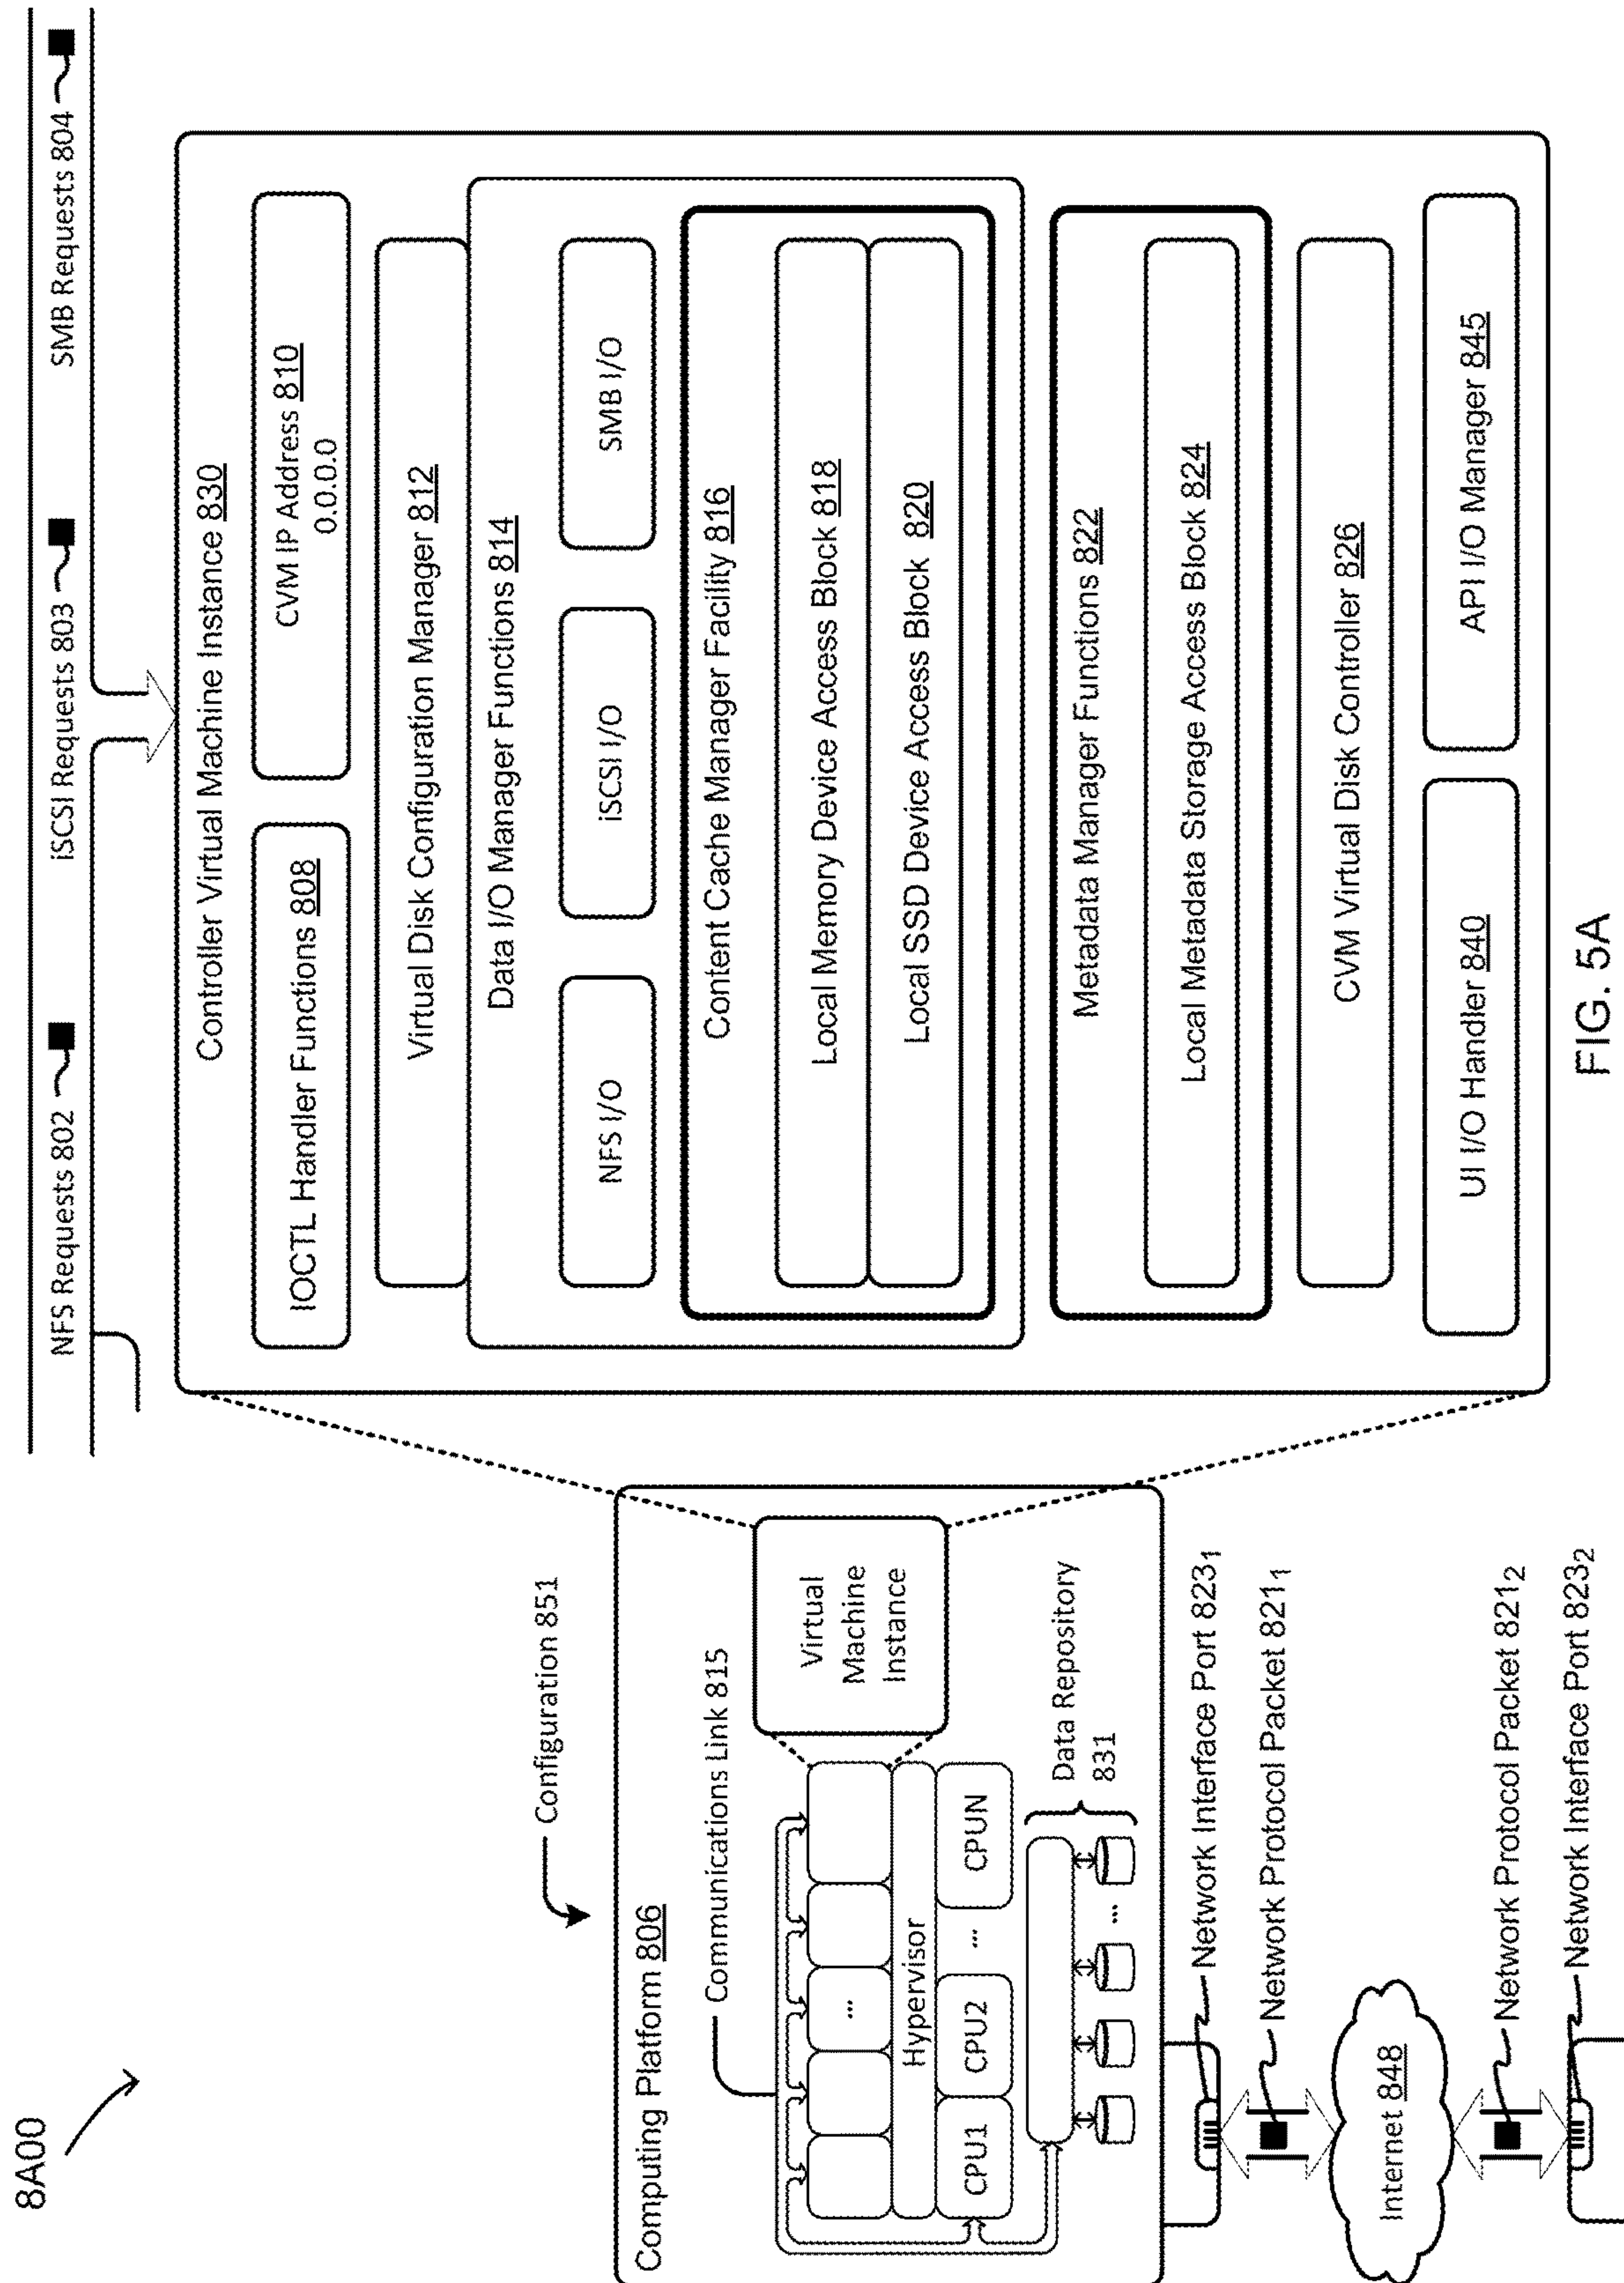 8A00
NFS Requests 802
iSCSI Requests 803
SMB Requests 804
Configuration 851
Computing Platform 806
Communications Link 815
...
Hypervisor
CPU1
CPU2
...
CPUN
Virtual
Machine
Instance
Data Repository
831
...
Network Interface Port 823₁
Network Protocol Packet 821₁
Internet 848
Network Protocol Packet 821₂
Network Interface Port 823₂
Controller Virtual Machine Instance 830
IOCTL Handler Functions 808
CVM IP Address 810
0.0.0.0
Virtual Disk Configuration Manager 812
Data I/O Manager Functions 814
NFS I/O
iSCSI I/O
SMB I/O
Content Cache Manager Facility 816
Local Memory Device Access Block 818
Local SSD Device Access Block 820
Metadata Manager Functions 822
Local Metadata Storage Access Block 824
CVM Virtual Disk Controller 826
UI I/O Handler 840
API I/O Manager 845
FIG. 5A